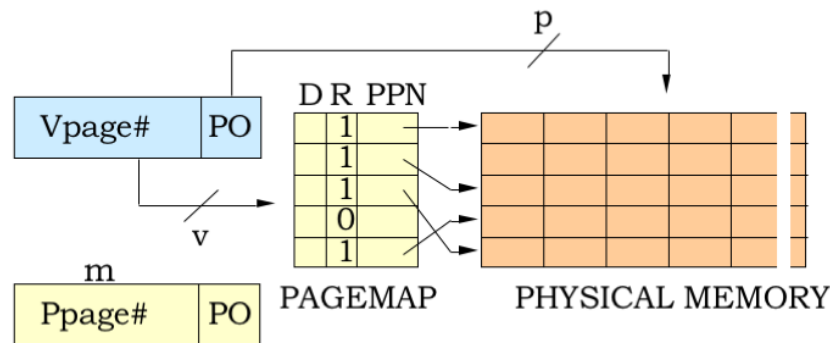 p
D R PPN
Vpage# PO
1
1
1
0
1
v
m
Ppage# PO
PAGEMAP
PHYSICAL MEMORY